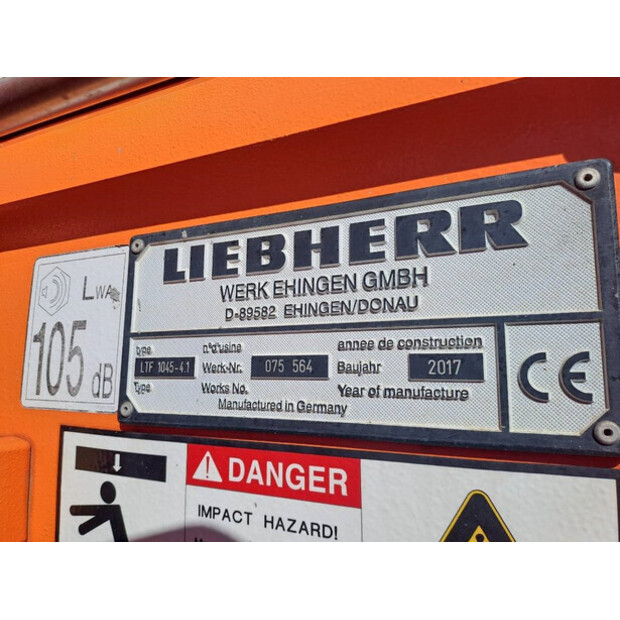 LIEBHERR
WERK EHINGEN GMBH
D-89582 EHINGEN/DONAU
type n°d'usine annee de construction
LTF 1045-4.1 Werk-Nr. 075 564 Baujahr 2017
Type Works No. Year of manufacture
Manufactured in Germany
CE
LWA
105
dB
DANGER
IMPACT HAZARD!